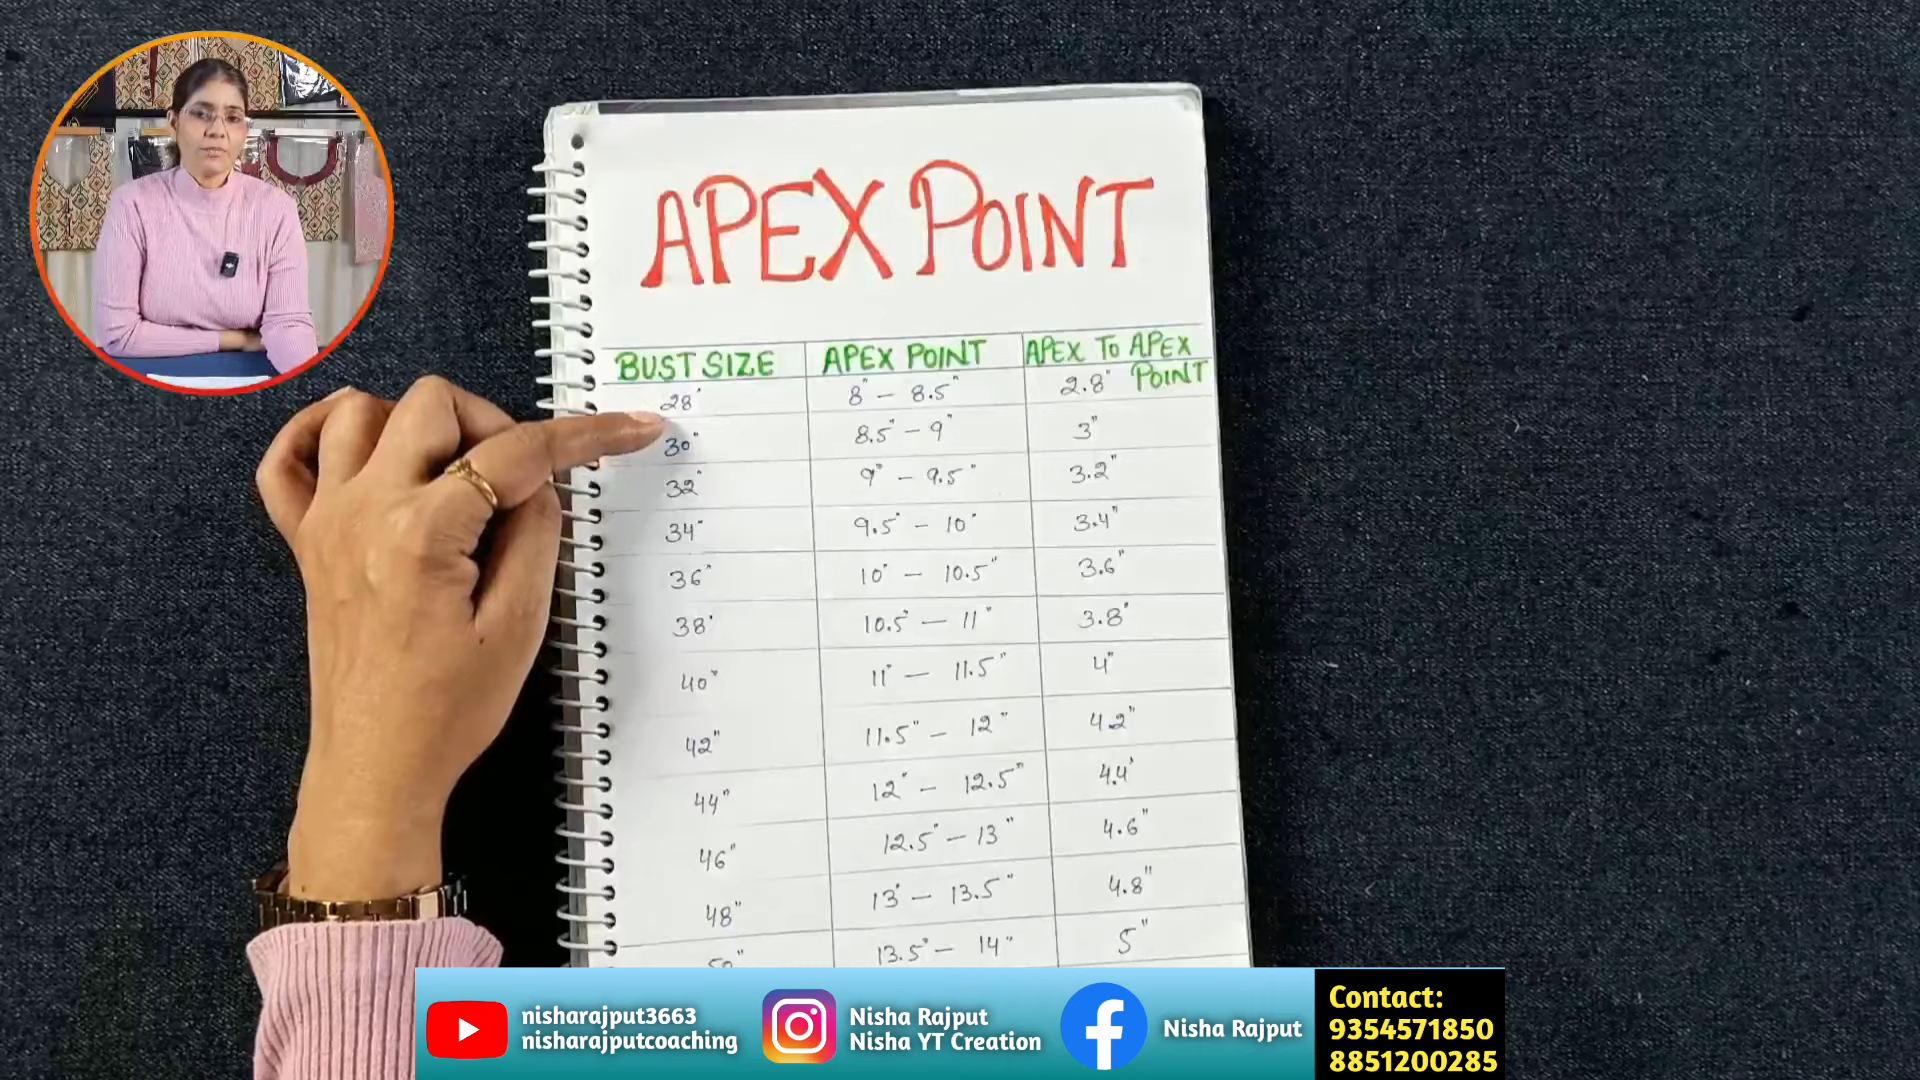 APEX POINT
BUST SIZE APEX POINT APEX TO APEX POINT
28" 8" – 8.5" 2.8"
30" 8.5" – 9" 3"
32" 9" – 9.5" 3.2"
34" 9.5" – 10" 3.4"
36" 10" – 10.5" 3.6"
38" 10.5" – 11" 3.8"
40" 11" – 11.5" 4"
42" 11.5" – 12" 4.2"
44" 12" – 12.5" 4.4"
46" 12.5" – 13" 4.6"
48" 13" – 13.5" 4.8"
13.5" – 14" 5"
nisharajput3663
nisharajputcoaching
Nisha Rajput
Nisha YT Creation
Nisha Rajput
Contact:
9354571850
8851200285